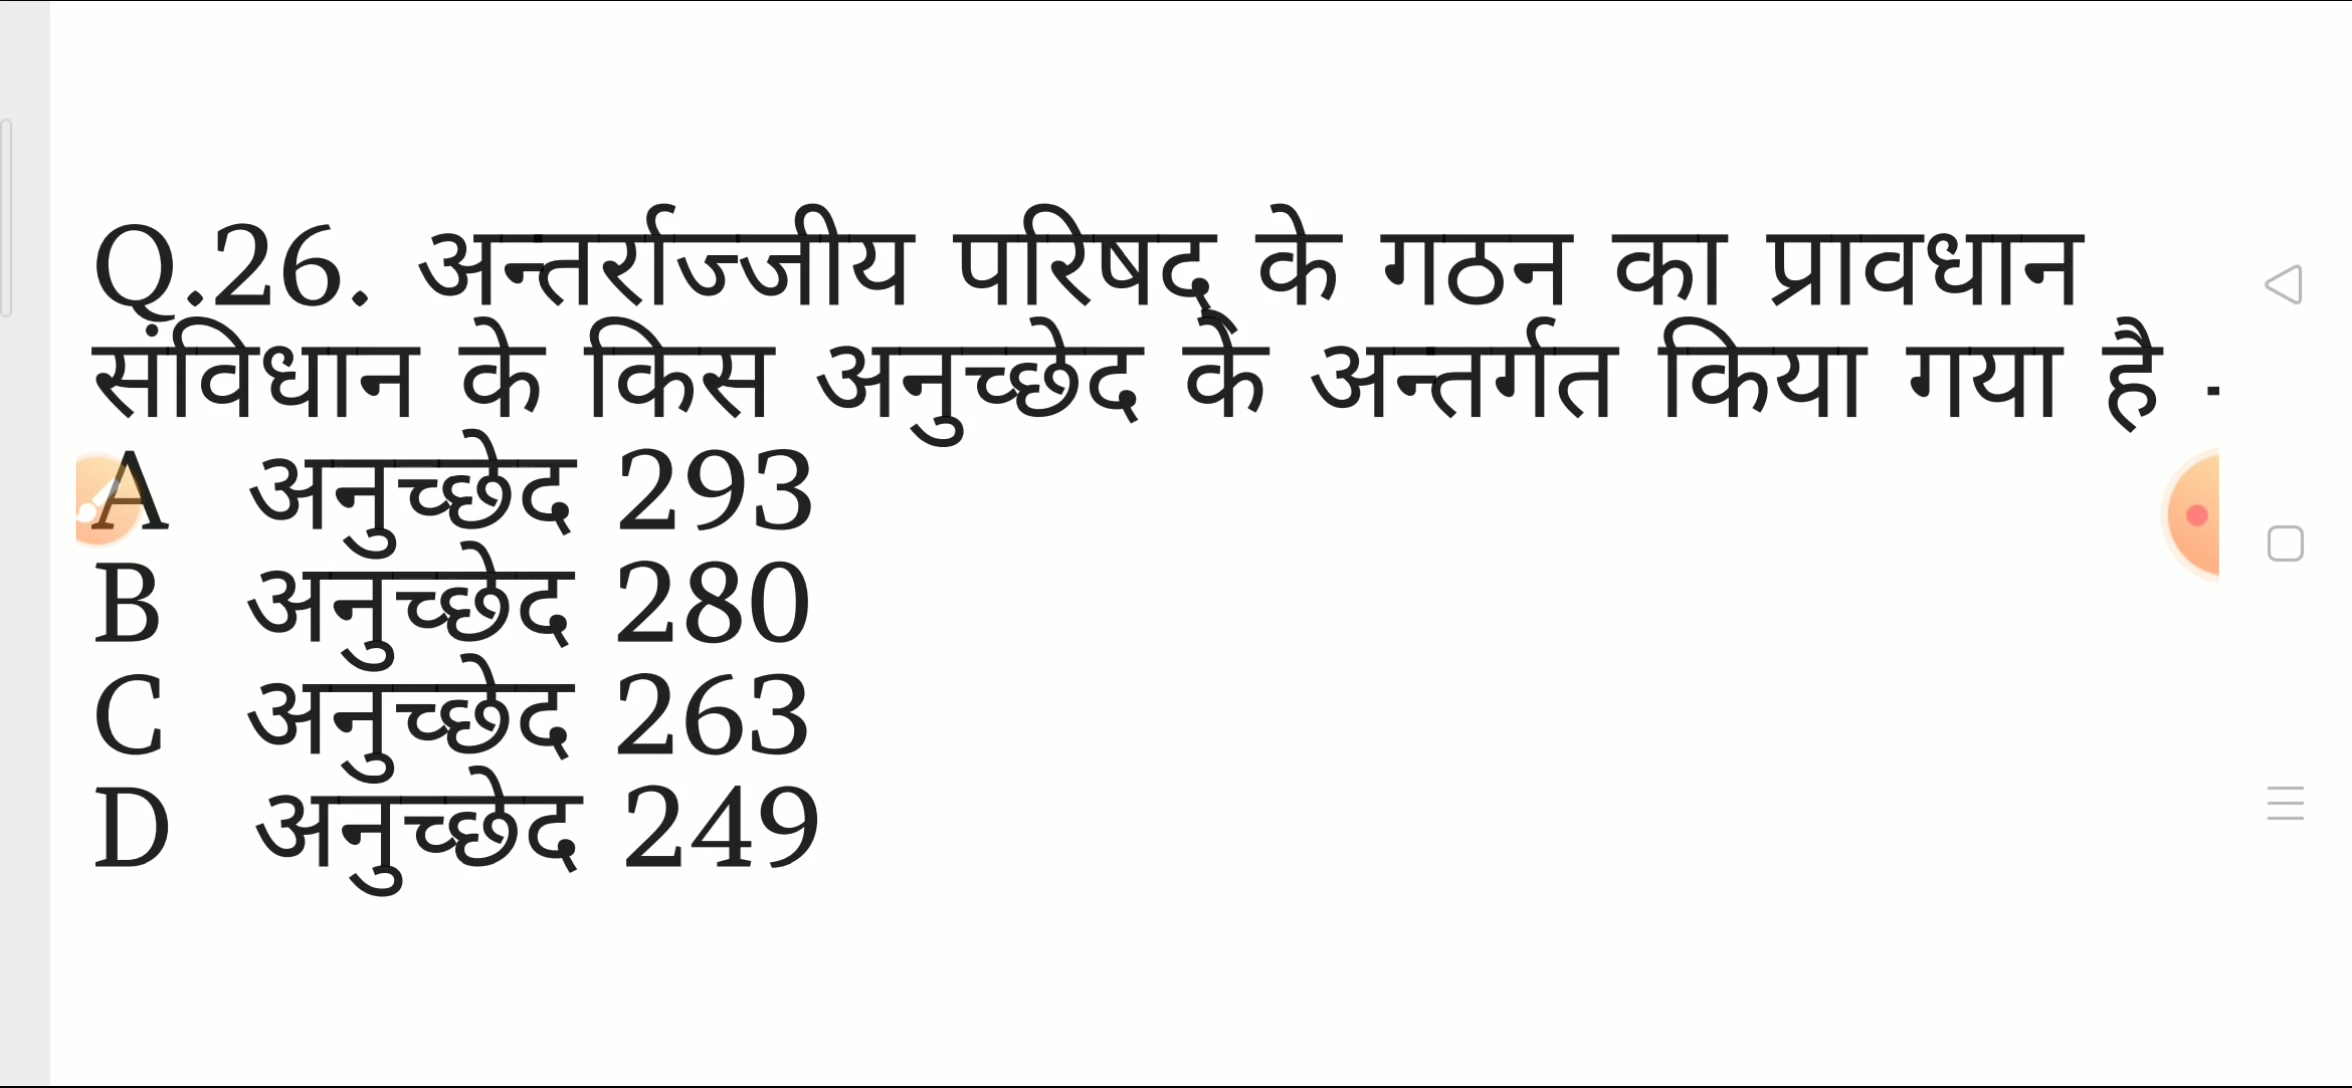 Q.26. अन्तर्राज्जीय परिषद् के गठन का प्रावधान
संविधान के किस अनुच्छेद के अन्तर्गत किया गया है -
A अनुच्छेद 293
B अनुच्छेद 280
C अनुच्छेद 263
D अनुच्छेद 249